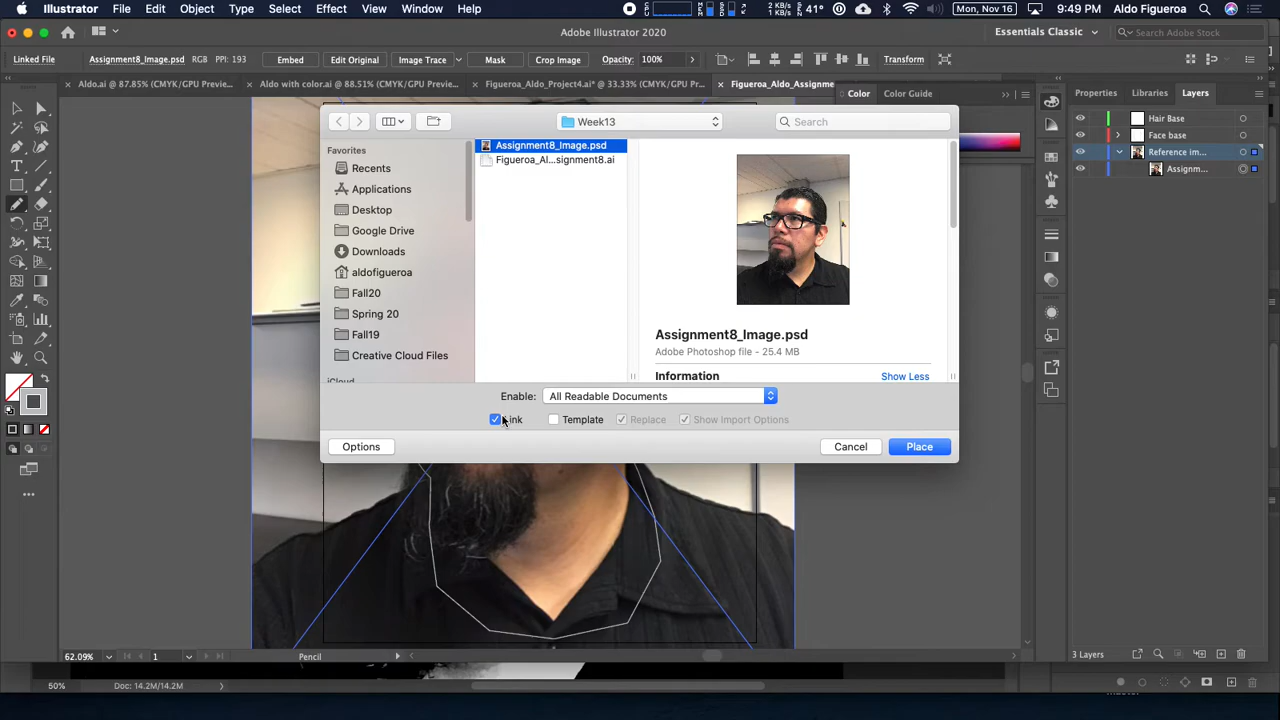 Illustrator File Edit Object Type Select Effect View Window Help 2 KB/s 4 KB/s 41° Mon, Nov 16 9:49 PM Aldo Figueroa
Adobe Illustrator 2020 Essentials Classic Search Adobe Stock
Linked File Assignment8_Image.psd RGB PPI: 193 Embed Edit Original Image Trace Mask Crop Image Opacity: 100% Transform
Aldo.ai @ 87.85% (CMYK/GPU Previe... Aldo with color.ai @ 88.51% (CMYK/GPU Previe... Figueroa_Aldo_Project4.ai* @ 33.33% (CMYK/GPU Prev... Figueroa_Aldo_Assignme Color Color Guide Properties Libraries Layers
Week13 Search
Hair Base
Face base
Reference im...
Assignm...
Favorites
Recents
Applications
Desktop
Google Drive
Downloads
aldofigueroa
Fall20
Spring 20
Fall19
Creative Cloud Files
iCloud
Assignment8_Image.psd
Figueroa_Al...signment8.ai
Assignment8_Image.psd
Adobe Photoshop file - 25.4 MB
Information Show Less
Enable: All Readable Documents
Link Template Replace Show Import Options
Options Cancel Place
62.09% 1 Pencil 3 Layers
50% Doc: 14.2M/14.2M